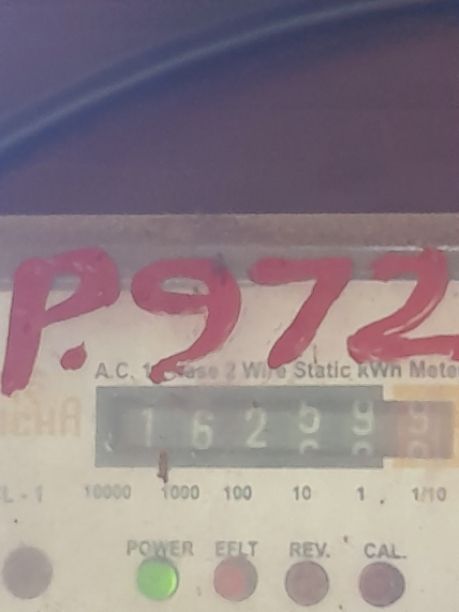 P.972
A.C. 1 Phase 2 Wire Static kWh Meter
1 6 2 5 9 9
10000 1000 100 10 1 1/10
POWER EFLT REV. CAL.